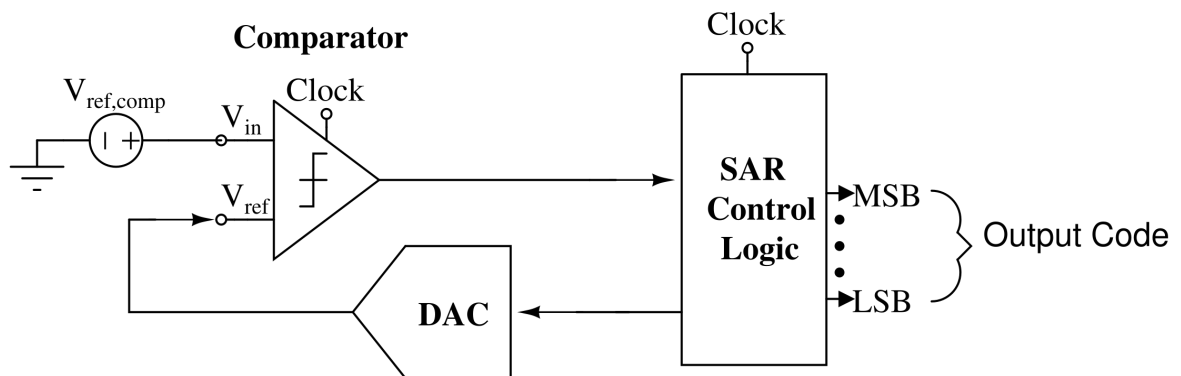 Comparator
Clock
V_ref,comp
Clock
V_in
- +
V_ref
SAR
Control
Logic
MSB
LSB
Output Code
DAC